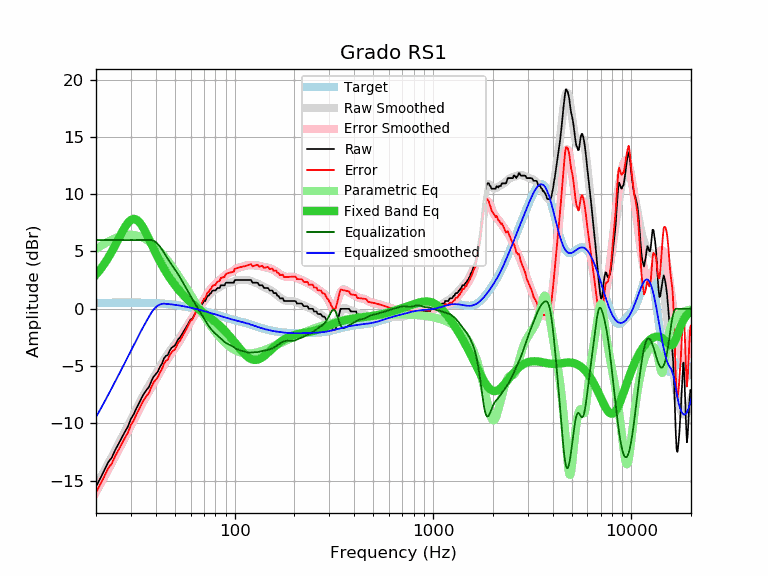 Grado RS1
Target
Raw Smoothed
Error Smoothed
Raw
Error
Parametric Eq
Fixed Band Eq
Equalization
Equalized smoothed
20
15
10
5
0
−5
−10
−15
Amplitude (dBr)
100
1000
10000
Frequency (Hz)